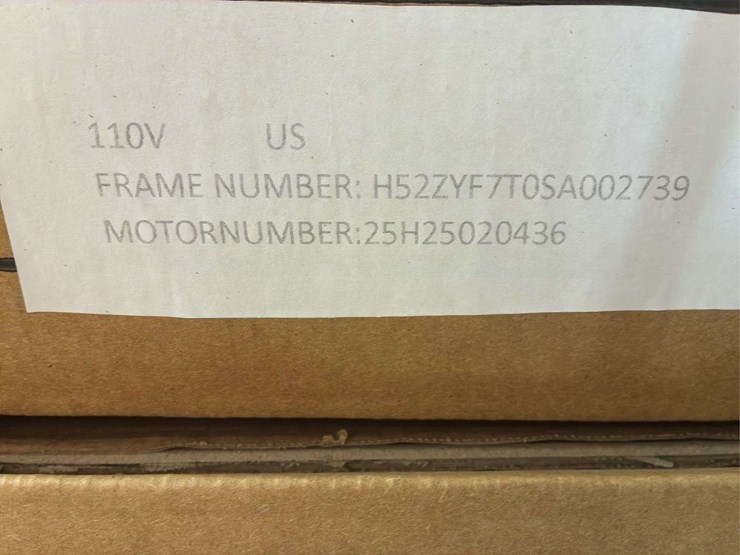 110V US
FRAME NUMBER: H52ZYF7T0SA002739
MOTORNUMBER:25H25020436